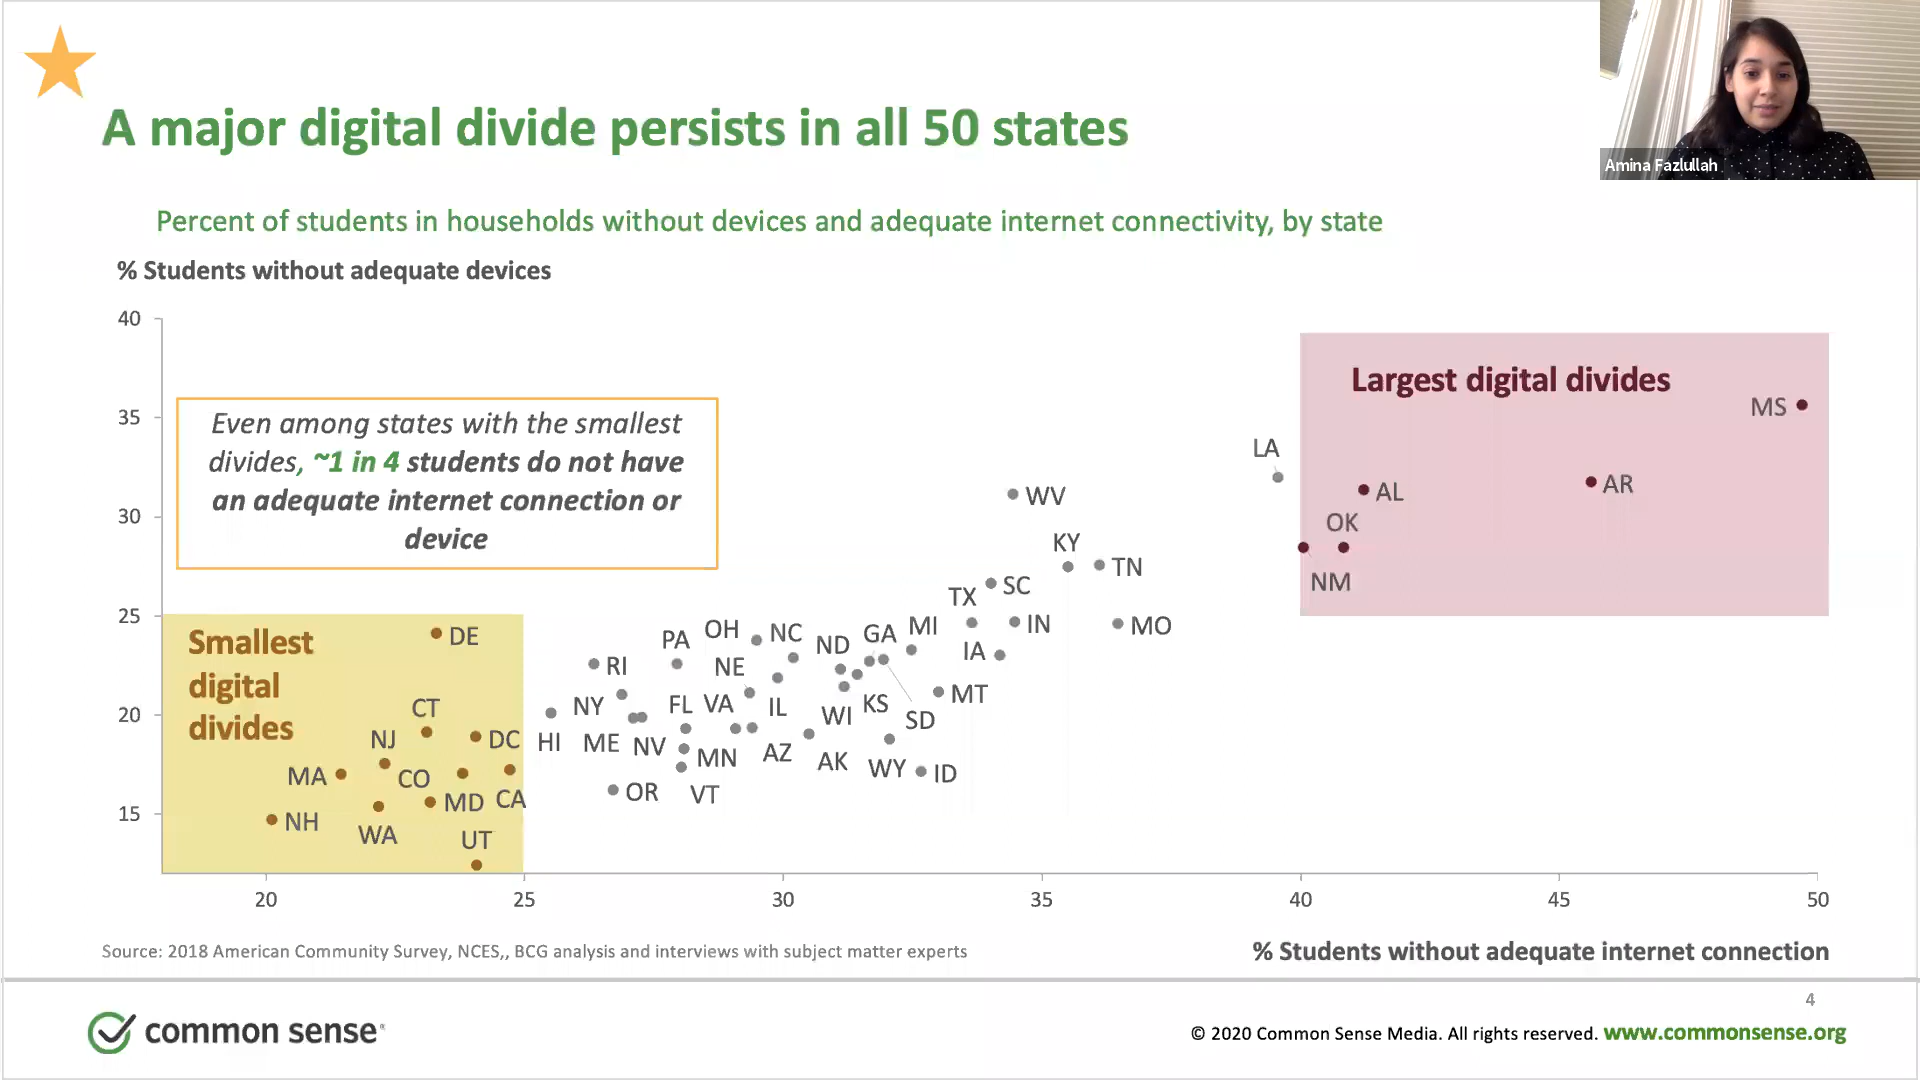 A major digital divide persists in all 50 states
Amina Fazlullah
Percent of students in households without devices and adequate internet connectivity, by state
% Students without adequate devices
40
35
30
25
20
15
Even among states with the smallest
divides, ~1 in 4 students do not have
an adequate internet connection or
device
Largest digital divides
MS
LA
AL
AR
WV
OK
KY
TN
NM
TX
SC
Smallest
digital
divides
DE
PA
OH
NC
ND
GA
MI
IN
MO
RI
NE
IA
CT
NY
FL
VA
IL
WI
KS
SD
MT
NJ
DC
HI
ME
NV
MN
AZ
AK
WY
ID
MA
CO
MD
CA
OR
VT
NH
WA
UT
20
25
30
35
40
45
50
Source: 2018 American Community Survey, NCES,, BCG analysis and interviews with subject matter experts
% Students without adequate internet connection
4
common sense
© 2020 Common Sense Media. All rights reserved. www.commonsense.org